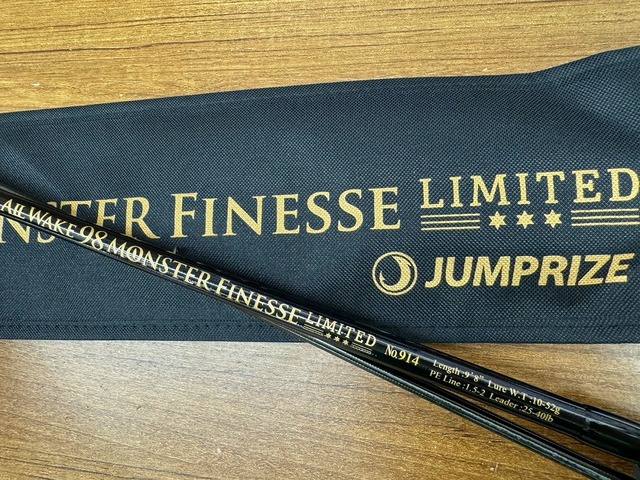 NSTER FINESSE LIMITED
JUMPRIZE
All WAKE 98 MONSTER FINESSE LIMITED No.914
Length :9'8" Lure W.T :10-52g
PE Line :1.5-2 Leader :25-40lb